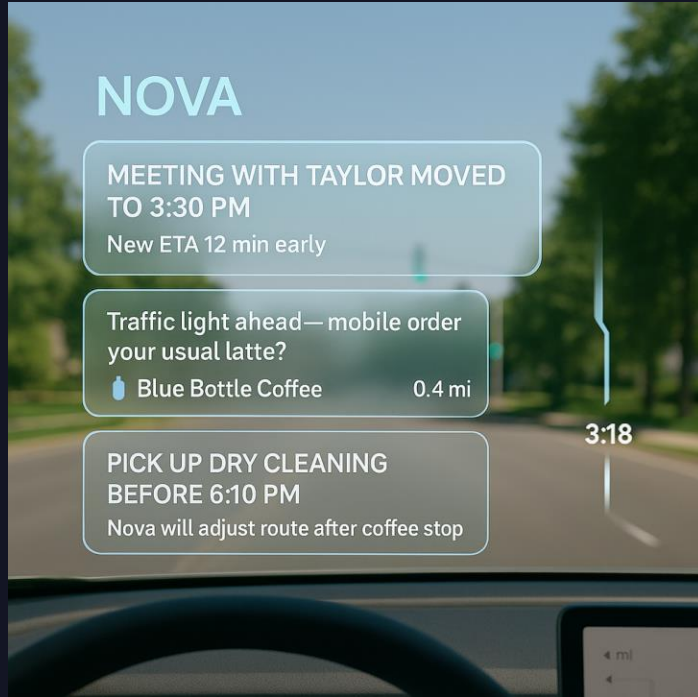 NOVA
MEETING WITH TAYLOR MOVED
TO 3:30 PM
New ETA 12 min early
Traffic light ahead—mobile order
your usual latte?
Blue Bottle Coffee 0.4 mi
PICK UP DRY CLEANING
BEFORE 6:10 PM
Nova will adjust route after coffee stop
3:18
mi